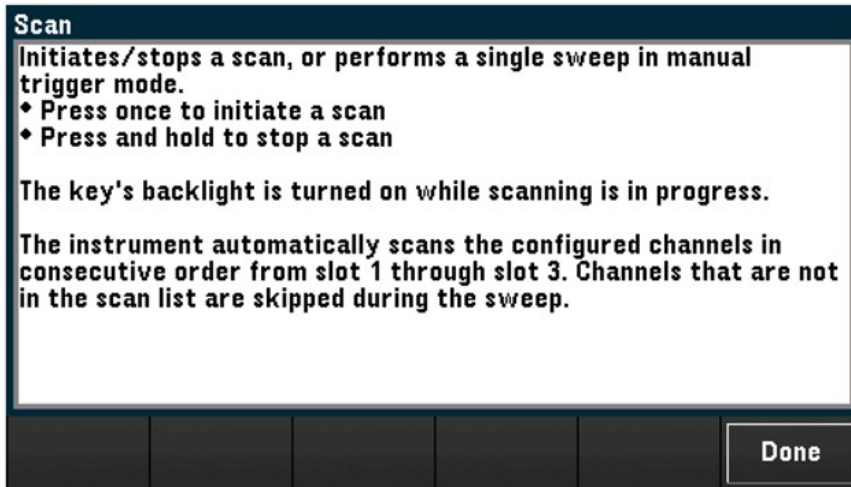 Scan
Initiates/stops a scan, or performs a single sweep in manual
trigger mode.
• Press once to initiate a scan
• Press and hold to stop a scan
The key's backlight is turned on while scanning is in progress.
The instrument automatically scans the configured channels in
consecutive order from slot 1 through slot 3. Channels that are not
in the scan list are skipped during the sweep.
Done